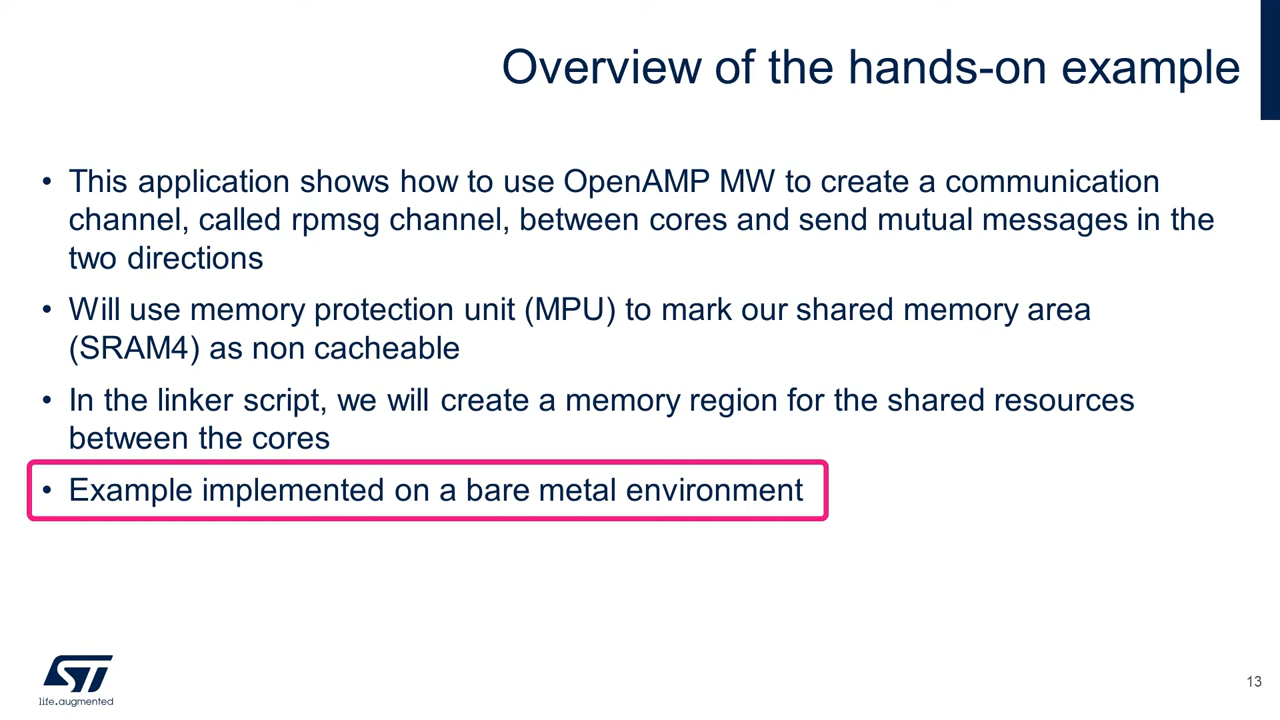 Overview of the hands-on example
• This application shows how to use OpenAMP MW to create a communication
channel, called rpmsg channel, between cores and send mutual messages in the
two directions
• Will use memory protection unit (MPU) to mark our shared memory area
(SRAM4) as non cacheable
• In the linker script, we will create a memory region for the shared resources
between the cores
• Example implemented on a bare metal environment
ST
life.augmented
13